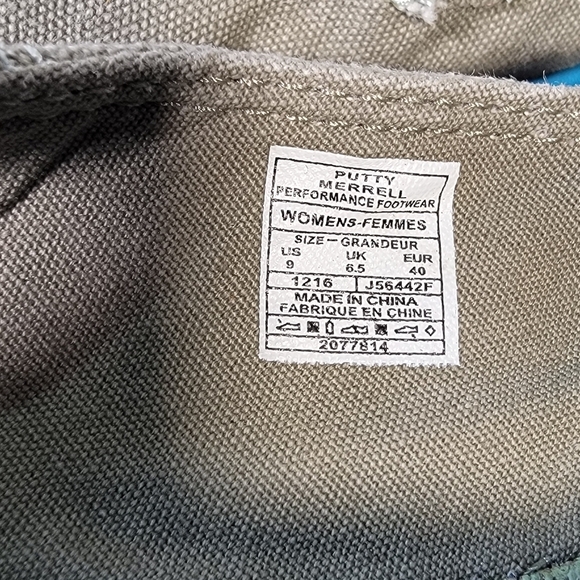 PUTTY
MERRELL
PERFORMANCE FOOTWEAR
WOMENS-FEMMES
SIZE-GRANDEUR
US UK EUR
9 6.5 40
1216 J56442F
MADE IN CHINA
FABRIQUE EN CHINE
2077814